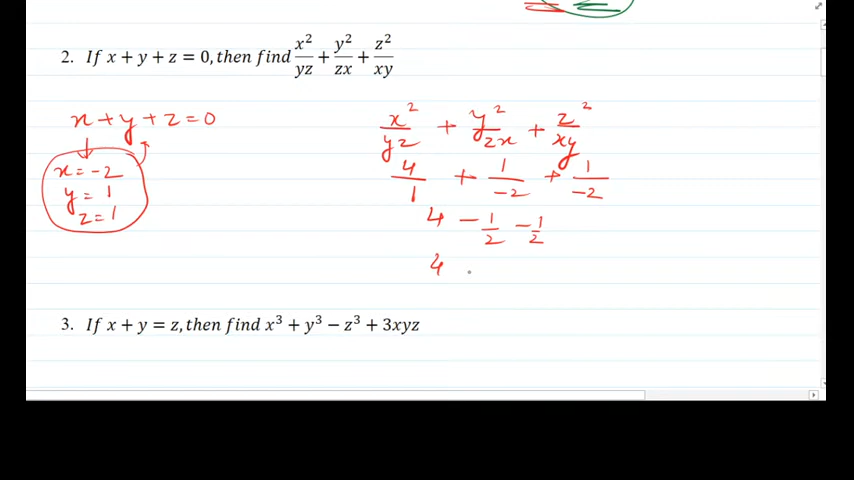 2. If x + y + z = 0, then find x²/yz + y²/zx + z²/xy
x + y + z = 0
x = -2
y = 1
z = 1
x²/yz + y²/zx + z²/xy
4/1 + 1/-2 + 1/-2
4 - 1/2 - 1/2
4
3. If x + y = z, then find x³ + y³ − z³ + 3xyz